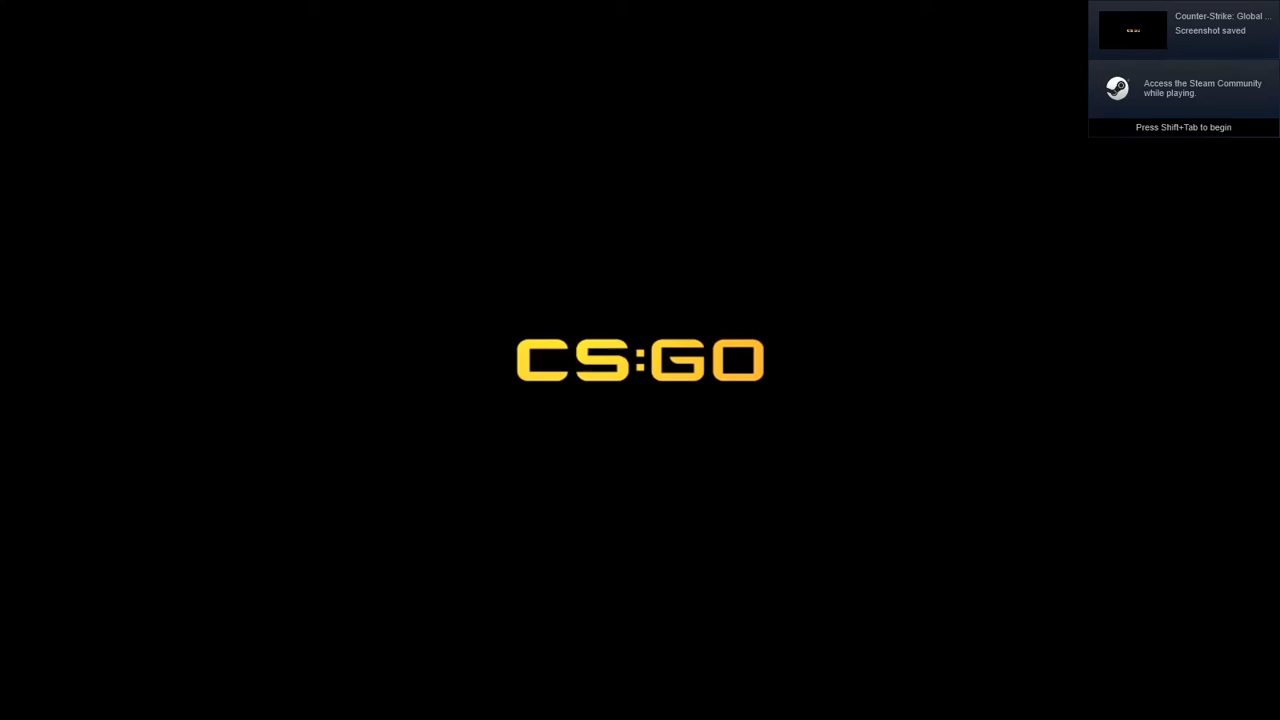 Counter-Strike: Global ...
Screenshot saved
Access the Steam Community
while playing.
Press Shift+Tab to begin
CS:GO